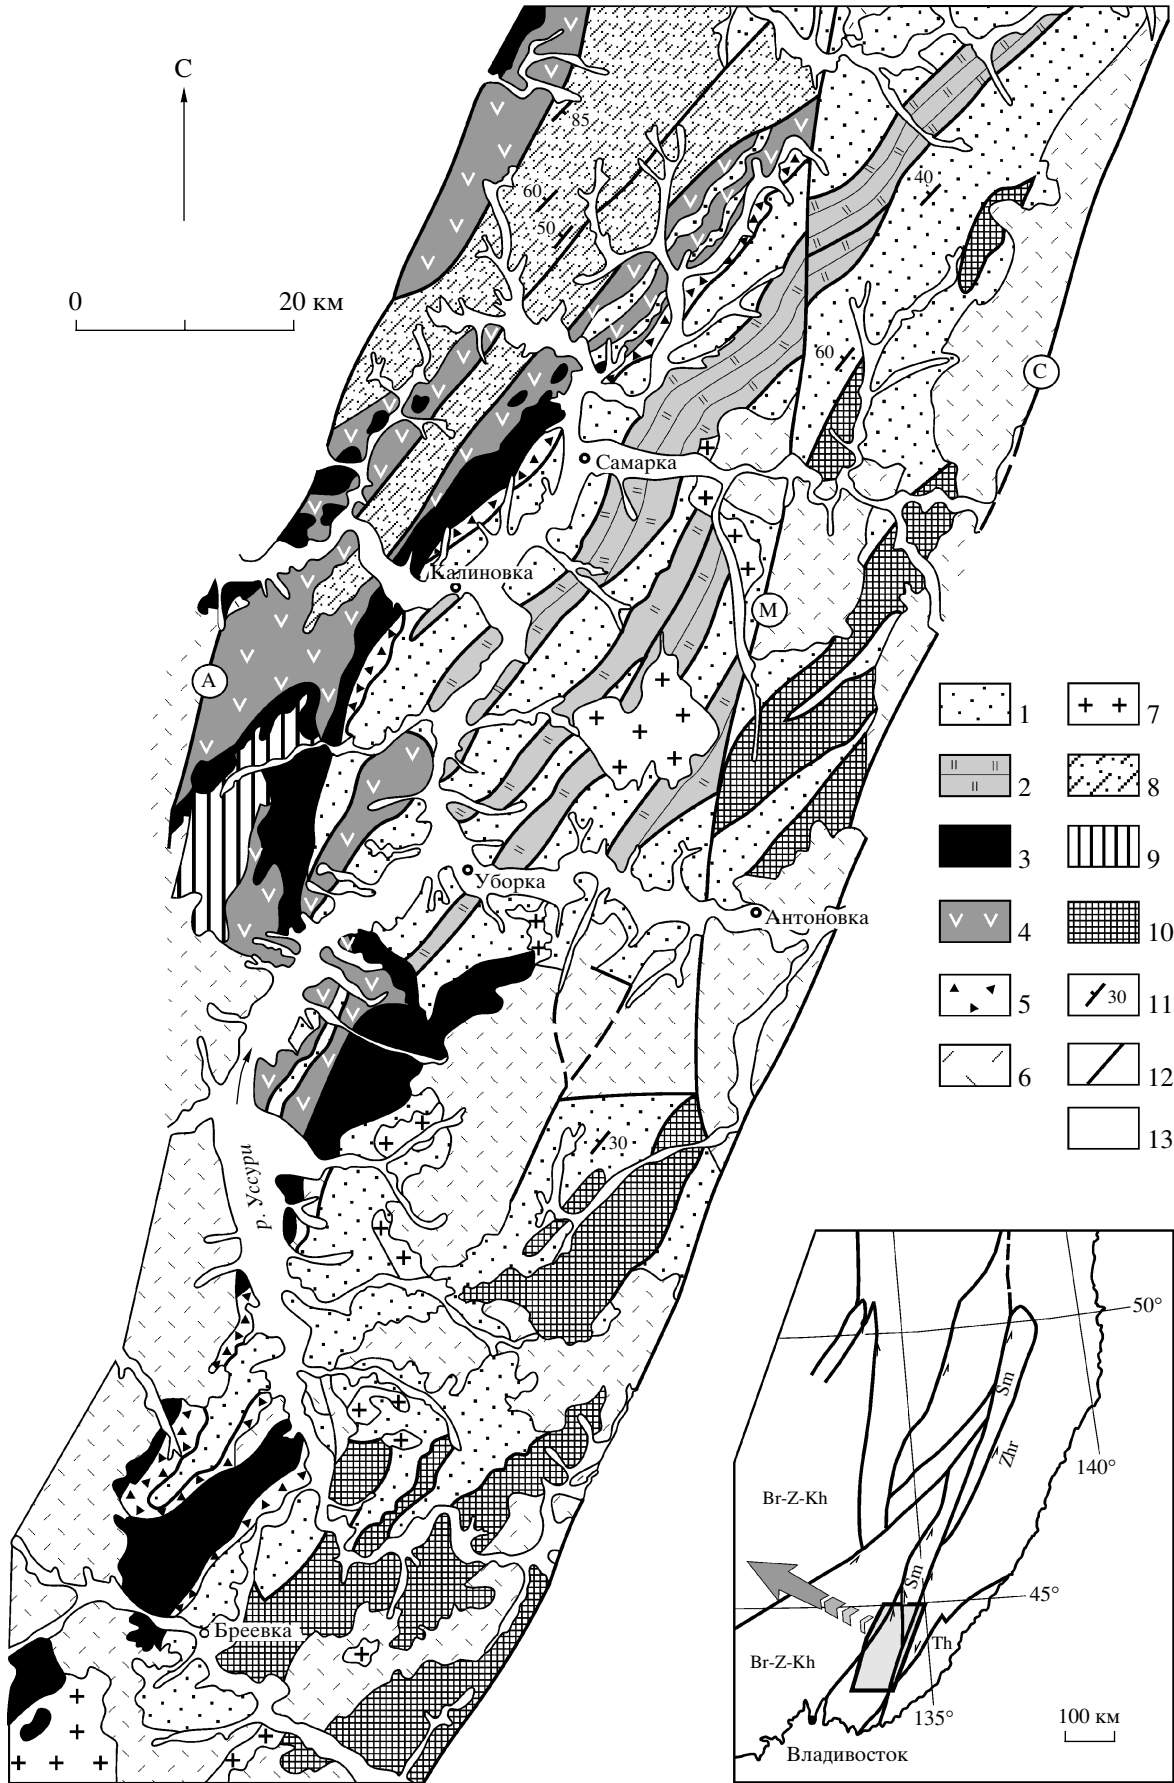 С
0 20 км
85
60
50
40
60
С
Самарка
Калиновка
М
А
Уборка
Антоновка
30
р. Уссури
Бреевка
1
2
3
4
5
6
7
8
9
10
30 11
12
13
50°
Sm
Zhr
140°
Br-Z-Kh
Sm
45°
Th
Br-Z-Kh
135°
100 км
Владивосток